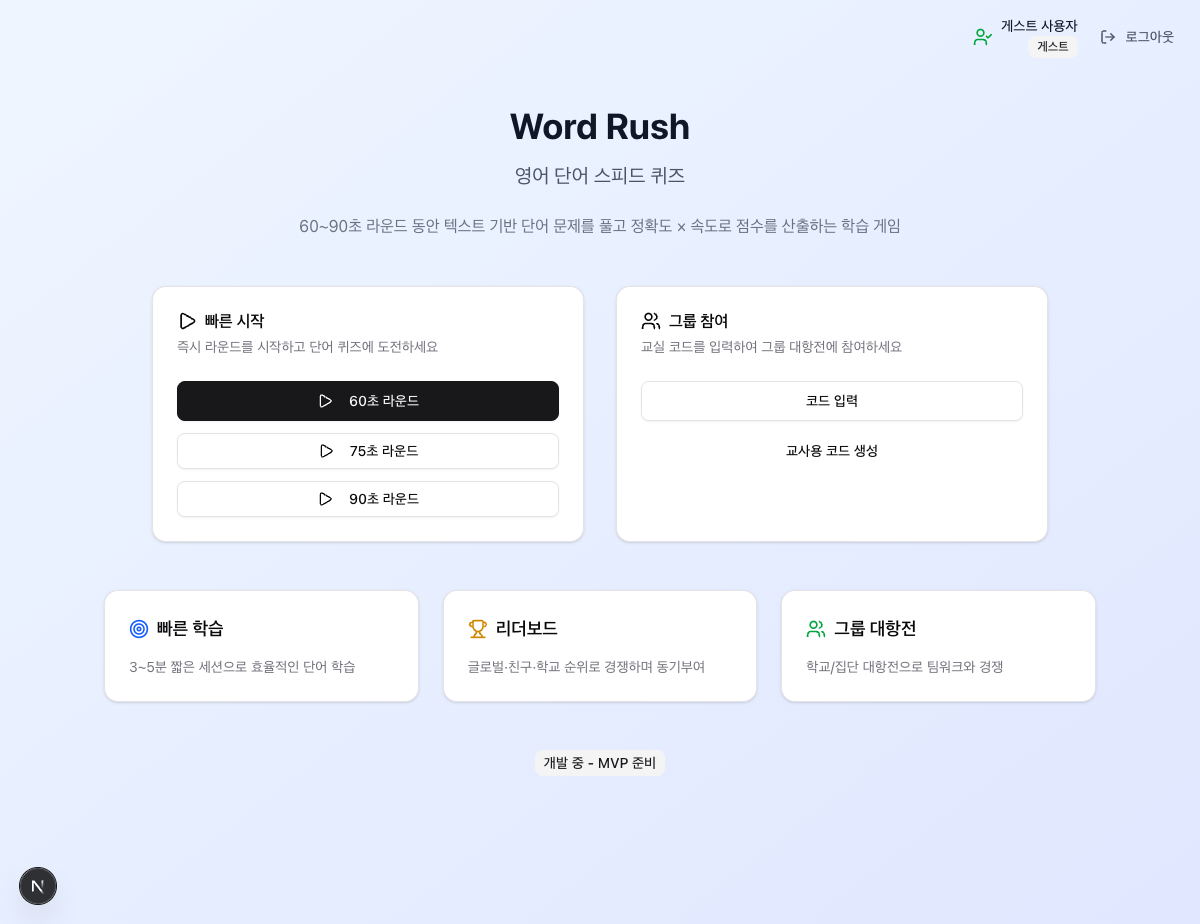 게스트 사용자
게스트
로그아웃
Word Rush
영어 단어 스피드 퀴즈
60~90초 라운드 동안 텍스트 기반 단어 문제를 풀고 정확도 × 속도로 점수를 산출하는 학습 게임
빠른 시작
즉시 라운드를 시작하고 단어 퀴즈에 도전하세요
60초 라운드
75초 라운드
90초 라운드
그룹 참여
교실 코드를 입력하여 그룹 대항전에 참여하세요
코드 입력
교사용 코드 생성
빠른 학습
3~5분 짧은 세션으로 효율적인 단어 학습
리더보드
글로벌·친구·학교 순위로 경쟁하며 동기부여
그룹 대항전
학교/집단 대항전으로 팀워크와 경쟁
개발 중 - MVP 준비
N